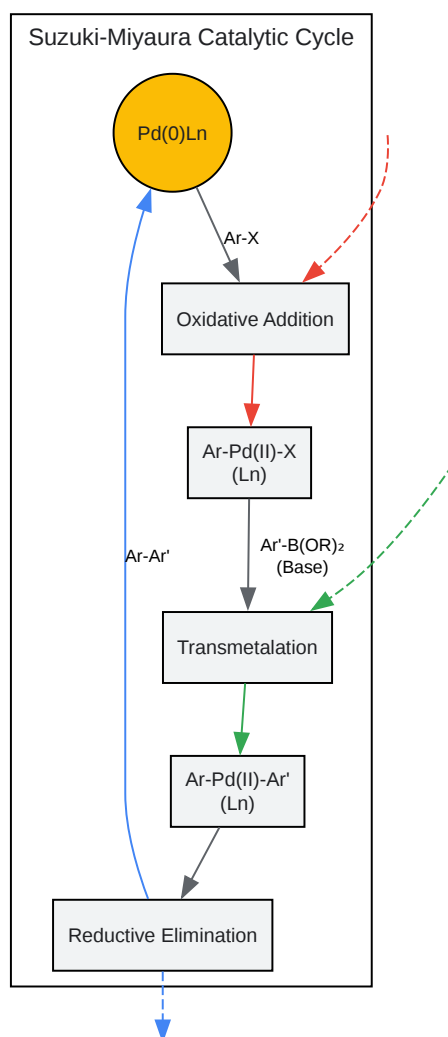 Suzuki-Miyaura Catalytic Cycle
Pd(0)Ln
Ar-X
Oxidative Addition
Ar-Pd(II)-X
(Ln)
Ar-Ar'
Ar'-B(OR)₂
(Base)
Transmetalation
Ar-Pd(II)-Ar'
(Ln)
Reductive Elimination